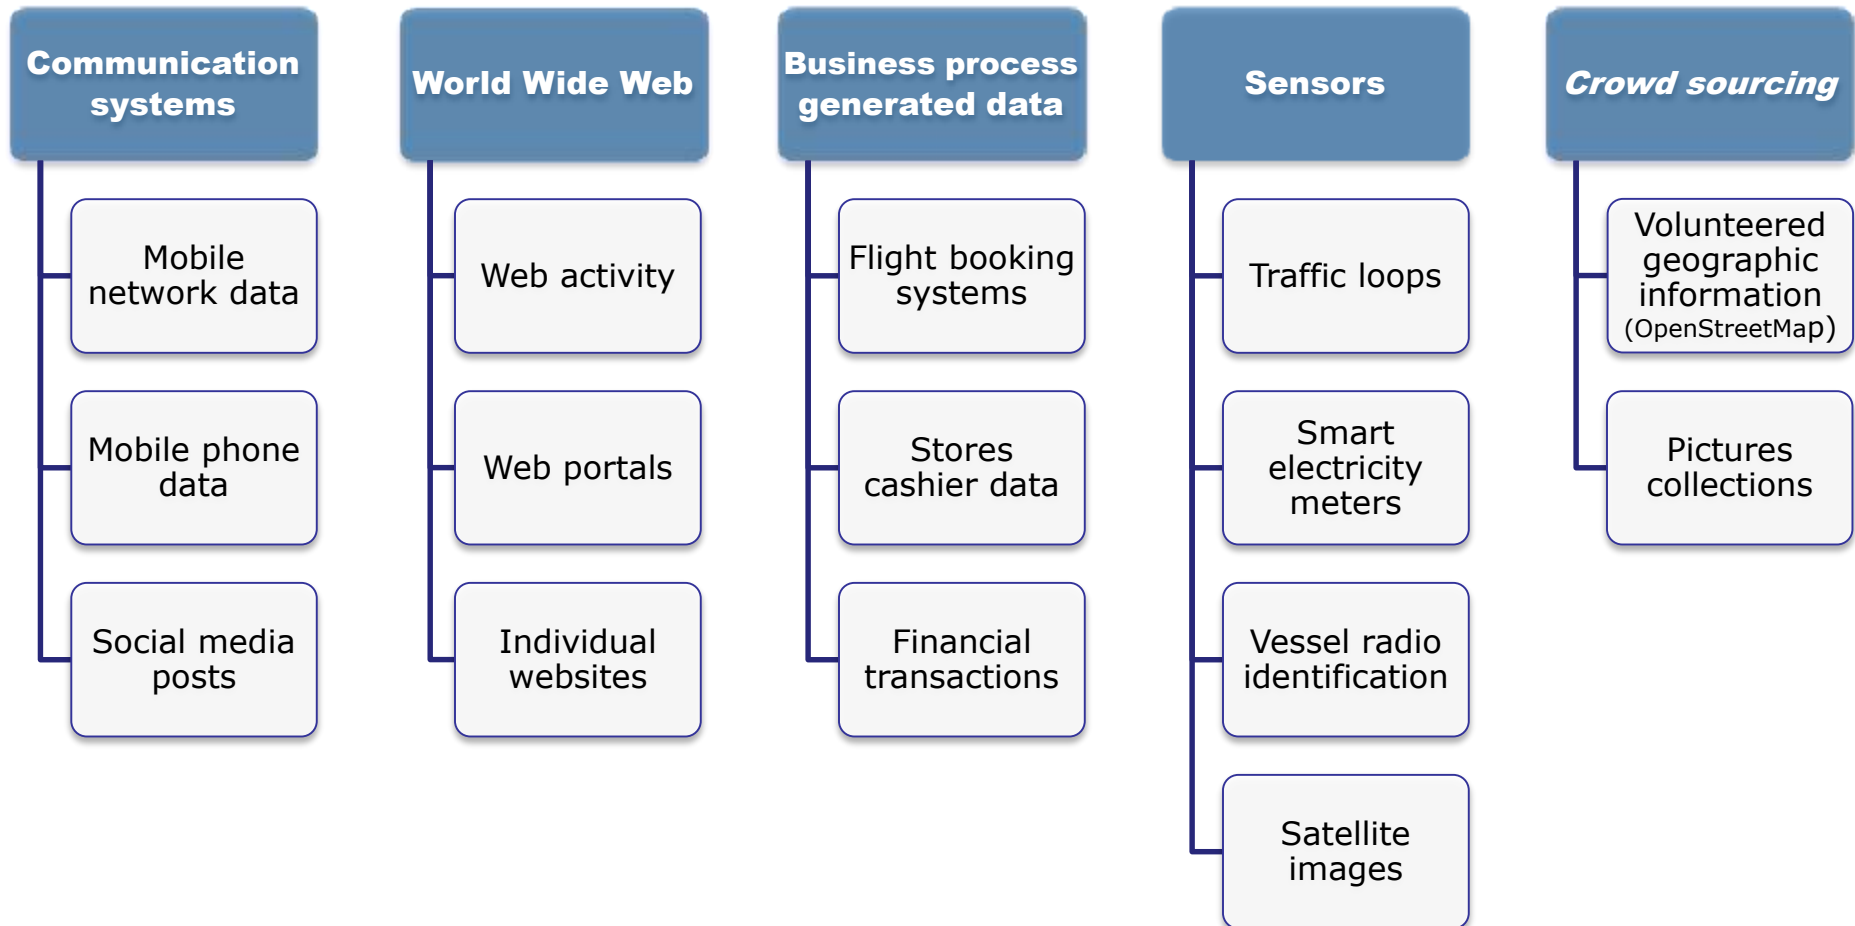 Communication
systems
Mobile
network data
Mobile phone
data
Social media
posts
World Wide Web
Web activity
Web portals
Individual
websites
Business process
generated data
Flight booking
systems
Stores
cashier data
Financial
transactions
Sensors
Traffic loops
Smart
electricity
meters
Vessel radio
identification
Satellite
images
Crowd sourcing
Volunteered
geographic
information
(OpenStreetMap)
Pictures
collections